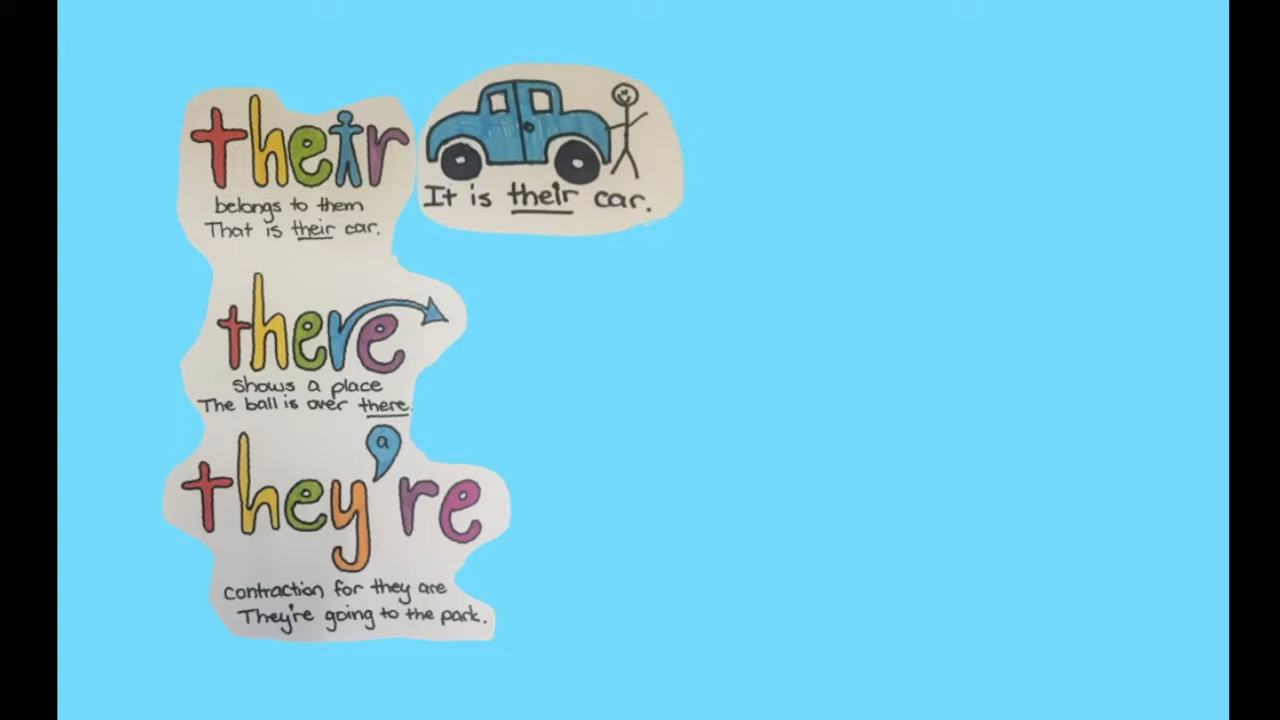 their
belongs to them
That is their car.
It is their car.
there
shows a place
The ball is over there.
they're
a
contraction for they are
They're going to the park.